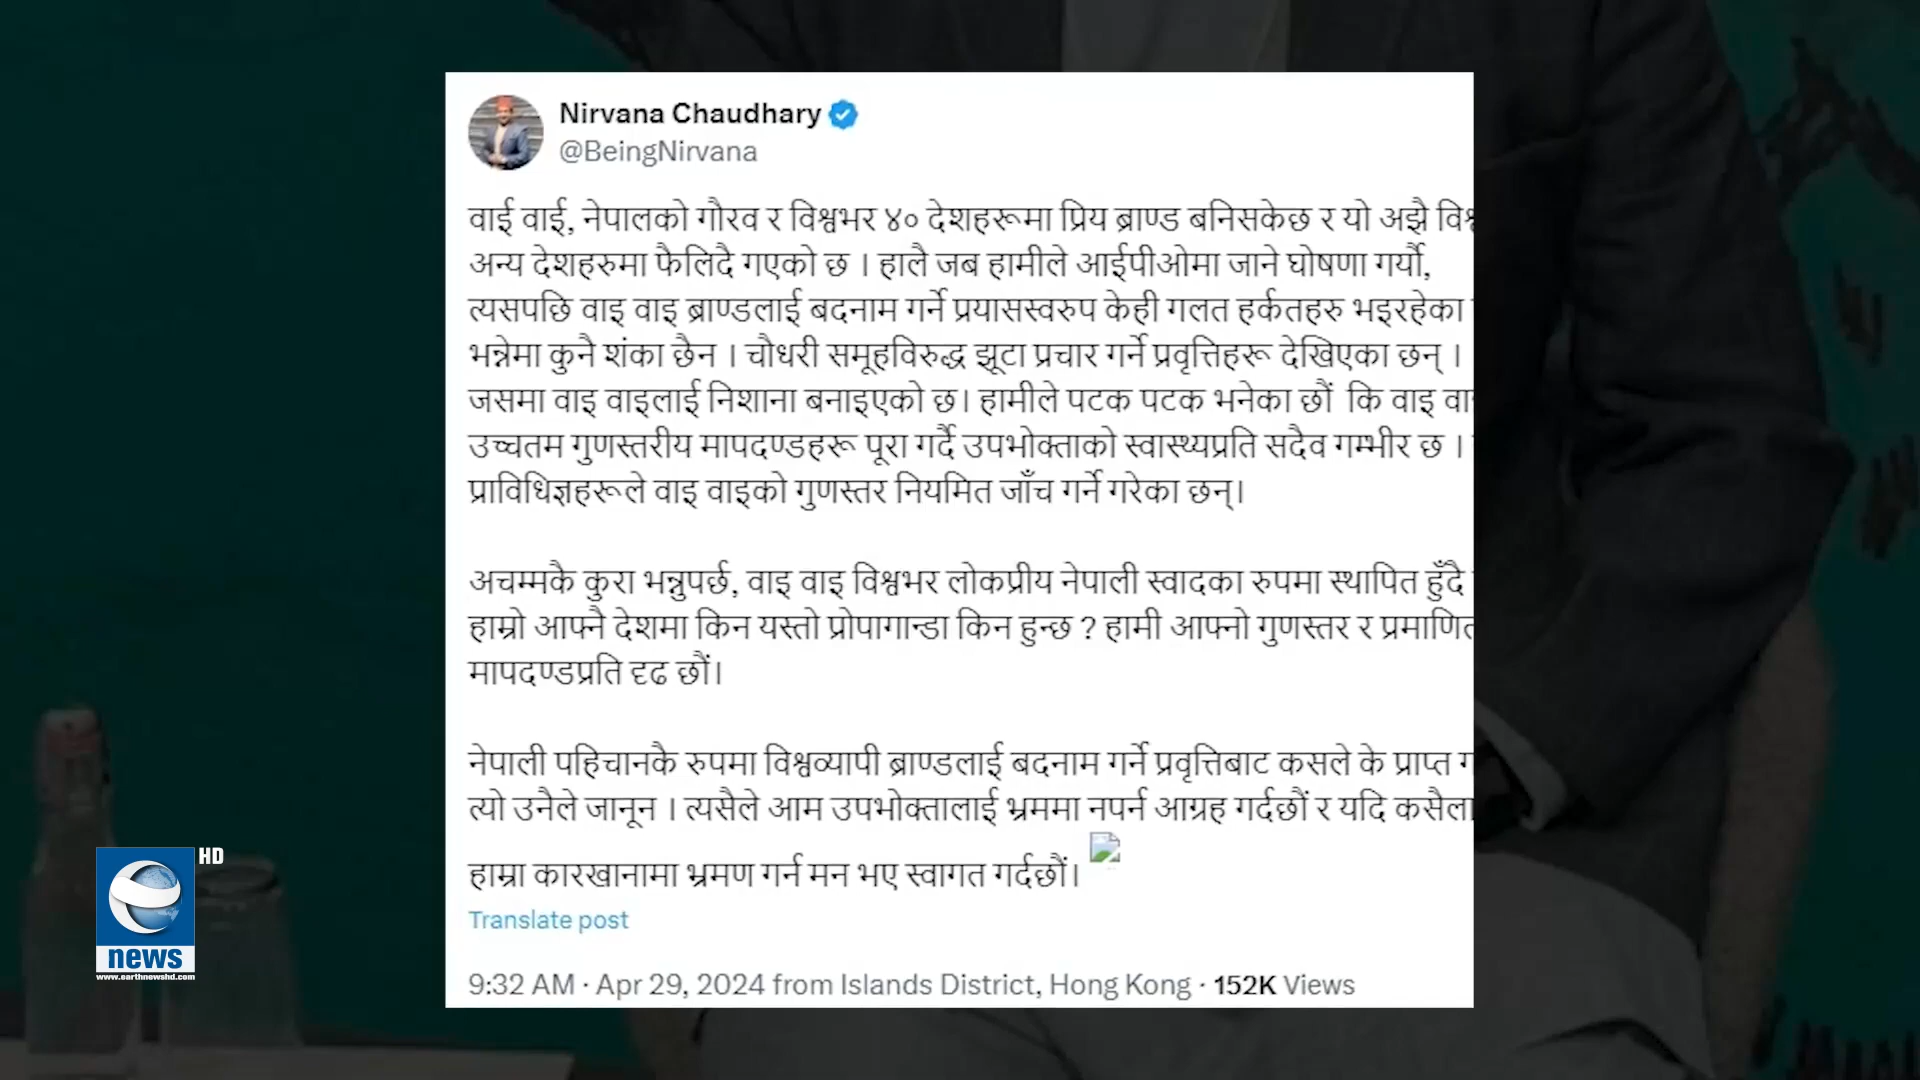 Nirvana Chaudhary
@BeingNirvana
वाई वाई, नेपालको गौरव र विश्वभर ४० देशहरूमा प्रिय ब्राण्ड बनिसकेछ र यो अझै
अन्य देशहरुमा फैलिदै गएको छ । हालै जब हामीले आईपीओमा जाने घोषणा गर्यौं,
त्यसपछि वाइ वाइ ब्राण्डलाई बदनाम गर्ने प्रयासस्वरुप केही गलत हर्कतहरु भइरहेका
भन्नेमा कुनै शंका छैन । चौधरी समूहविरुद्ध झूटा प्रचार गर्ने प्रवृत्तिहरू देखिएका छन् ।
जसमा वाइ वाइलाई निशाना बनाइएको छ। हामीले पटक पटक भनेका छौं कि वाइ
उच्चतम गुणस्तरीय मापदण्डहरू पूरा गर्दै उपभोक्ताको स्वास्थ्यप्रति सदैव गम्भीर छ ।
प्राविधिज्ञहरूले वाइ वाइको गुणस्तर नियमित जाँच गर्ने गरेका छन्।
अचम्मकै कुरा भन्नुपर्छ, वाइ वाइ विश्वभर लोकप्रीय नेपाली स्वादका रुपमा स्थापित हुँदै
हाम्रो आफ्नै देशमा किन यस्तो प्रोपागान्डा किन हुन्छ ? हामी आफ्नो गुणस्तर र
मापदण्डप्रति दृढ छौं।
नेपाली पहिचानकै रुपमा विश्वव्यापी ब्राण्डलाई बदनाम गर्ने प्रवृत्तिबाट कसले के प्राप्त
त्यो उनैले जानून । त्यसैले आम उपभोक्तालाई भ्रममा नपर्न आग्रह गर्दछौं र यदि
हाम्रा कारखानामा भ्रमण गर्न मन भए स्वागत गर्दछौं।
Translate post
9:32 AM · Apr 29, 2024 from Islands District, Hong Kong · 152K Views
HD
news
www.earthnewshd.com